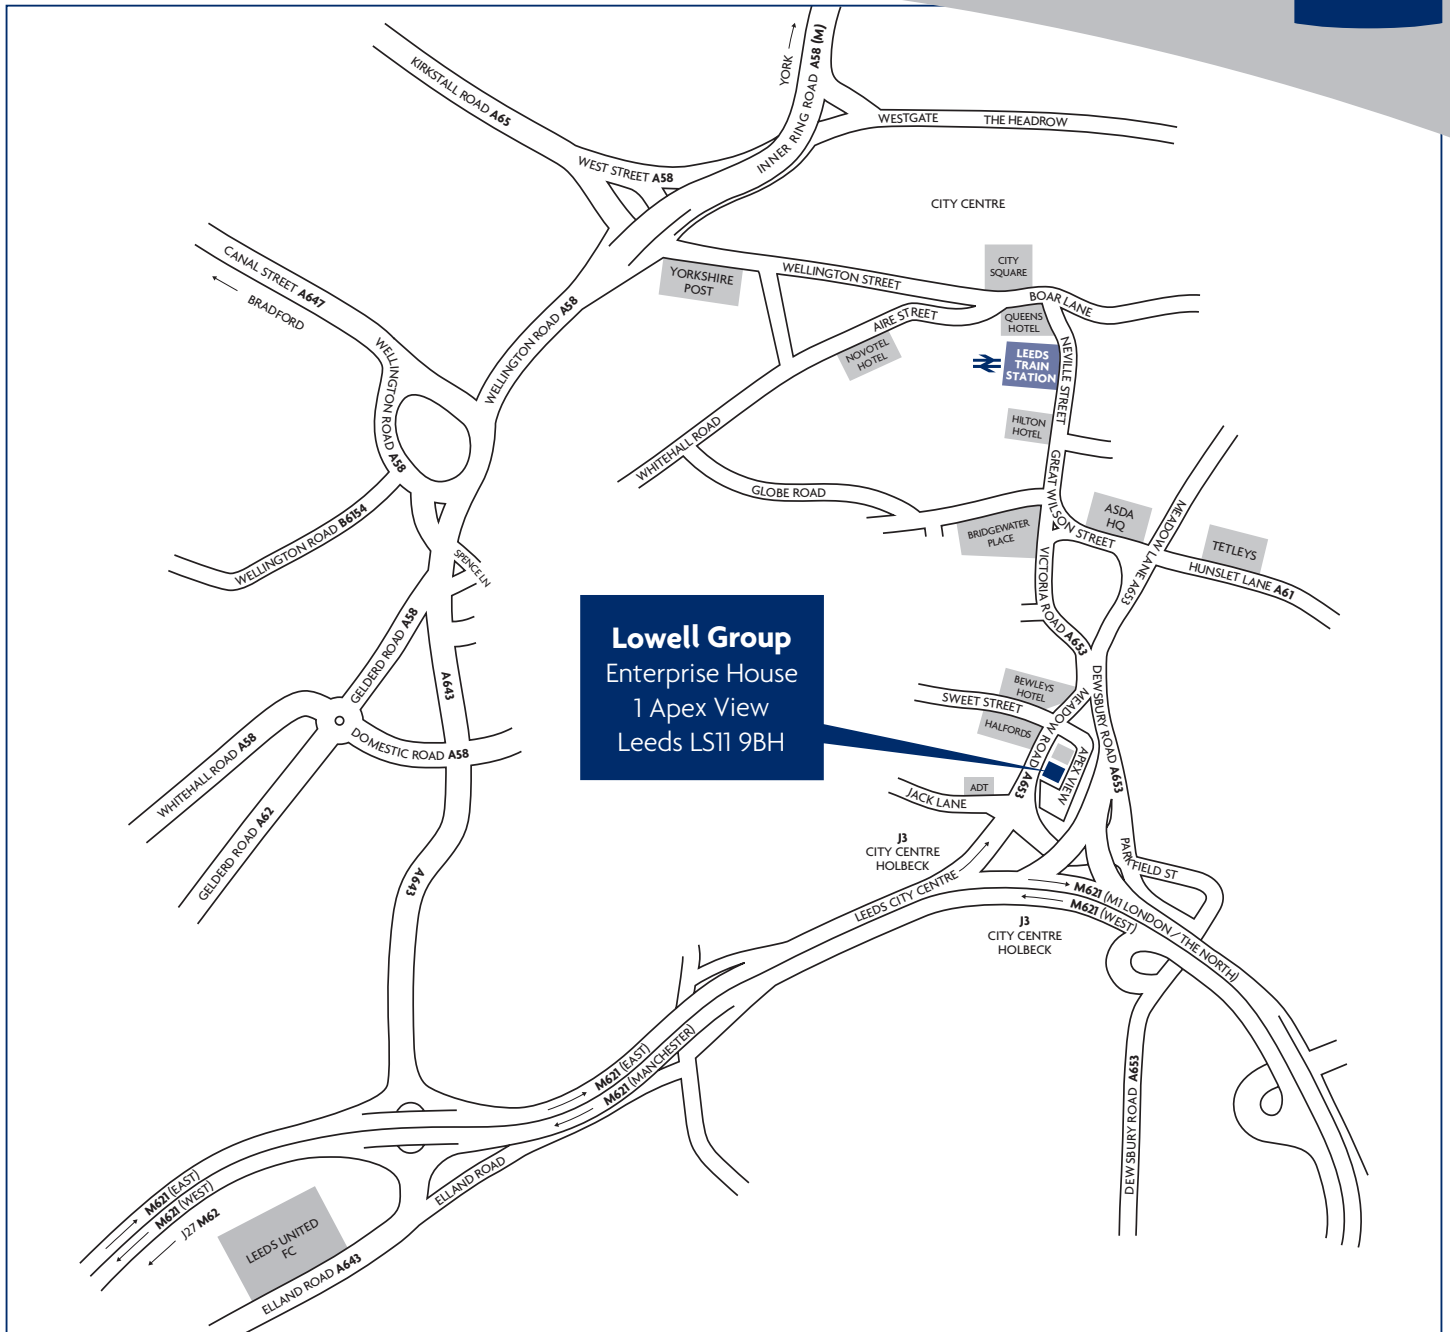 YORK
INNER RING ROAD A58 (M)
KIRKSTALL ROAD A65
WESTGATE
THE HEADROW
WEST STREET A58
CITY CENTRE
CANAL STREET A647
BRADFORD
YORKSHIRE
POST
WELLINGTON STREET
CITY
SQUARE
BOAR LANE
AIRE STREET
QUEENS
HOTEL
NOVOTEL
HOTEL
LEEDS
TRAIN
STATION
NEVILLE STREET
WELLINGTON ROAD A58
WELLINGTON ROAD A58
HILTON
HOTEL
WHITEHALL ROAD
GLOBE ROAD
GREAT WILSON STREET
ASDA
HQ
MEADOW LANE A653
TETLEYS
HUNSLET LANE A61
BRIDGEWATER
PLACE
VICTORIA ROAD A653
WELLINGTON ROAD B6154
SPENCE LN
GELDERD ROAD A58
A643
Lowell Group
Enterprise House
1 Apex View
Leeds LS11 9BH
BEWLEYS
HOTEL
SWEET STREET
HALFORDS
MEADOW ROAD A653
DEWSBURY ROAD A653
APEX VIEW
ADT
JACK LANE
WHITEHALL ROAD A58
DOMESTIC ROAD A58
GELDERD ROAD A62
A643
J3
CITY CENTRE
HOLBECK
PARKFIELD ST
LEEDS CITY CENTRE
M621 (M1 LONDON / THE NORTH)
M621 (WEST)
J3
CITY CENTRE
HOLBECK
M621 (EAST)
M621 (MANCHESTER)
DEWSBURY ROAD A653
M621 (EAST)
M621 (WEST)
J27 M62
ELLAND ROAD
LEEDS UNITED
FC
ELLAND ROAD A643